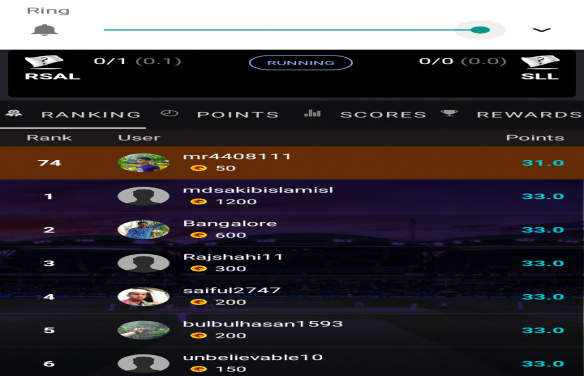 Ring
0/1 (0.1) RUNNING 0/0 (0.0)
RSAL SLL
RANKING POINTS SCORES REWARDS
Rank User Points
74 mr4408111 31.0
50
1 mdsakibislamisl 33.0
1200
2 Bangalore 33.0
600
3 Rajshahi11 33.0
300
4 saiful2747 33.0
200
5 bulbulhasan1593 33.0
200
6 unbelievable10 33.0
150